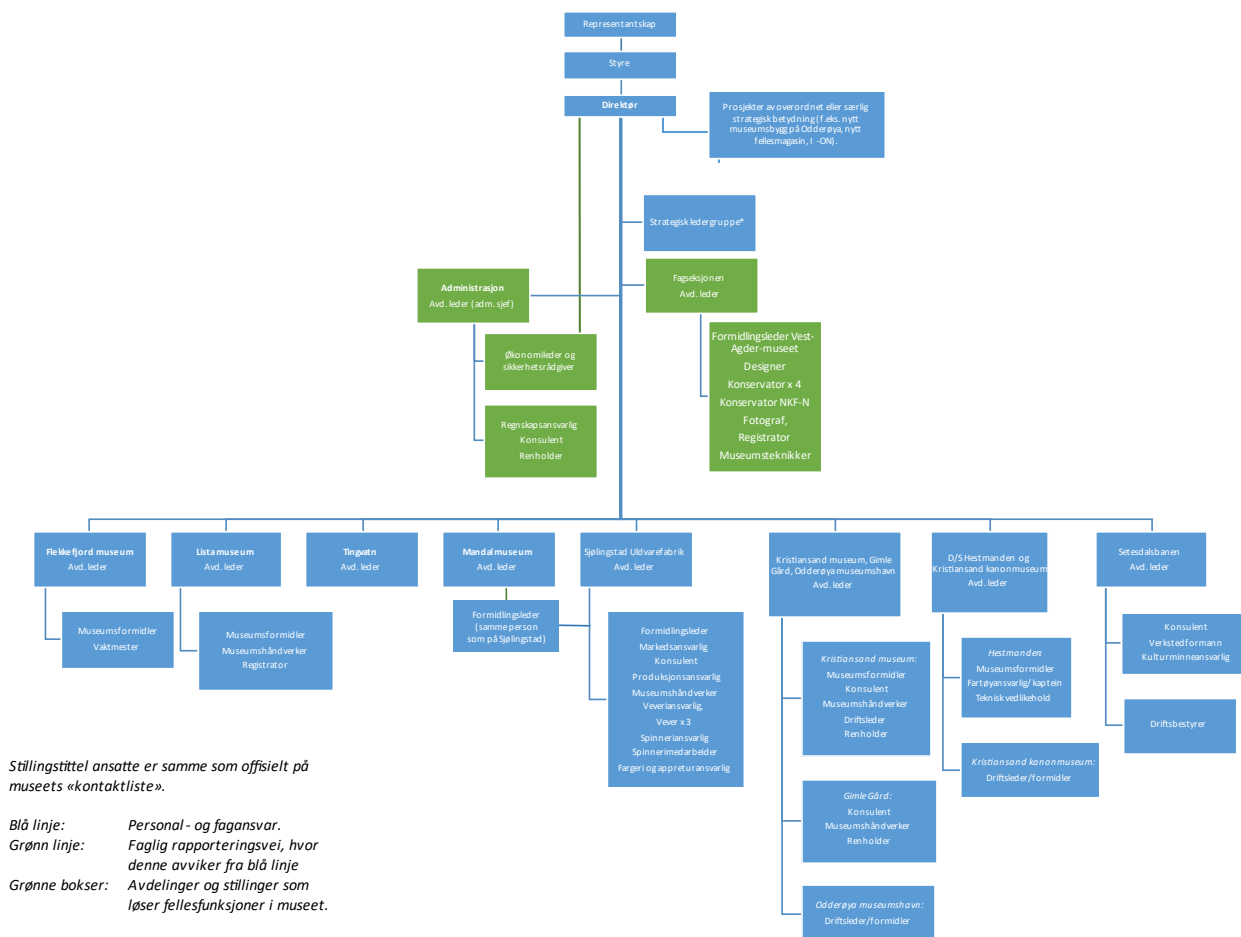 Representantskap
Styre
Direktør
Prosjekter av overordnet eller særlig
strategisk betydning (f.eks. nytt
museumsbygg på Odderøya, nytt
fellesmagasin, I -ON).
Strategisk ledergruppe*
Administrasjon
Avd. leder (adm. sjef)
Fagseksjonen
Avd. leder
Økonomileder og
sikkerhetsrådgiver
Regnskapsansvarlig
Konsulent
Renholder
Formidlingsleder Vest-
Agder-museet
Designer
Konservator x 4
Konservator NKF-N
Fotograf,
Registrator
Museumsteknikker
Flekkefjord museum
Avd. leder
Lista museum
Avd. leder
Tingvatn
Avd. leder
Mandal museum
Avd. leder
Sjølingstad Uldvarefabrik
Avd. leder
Kristiansand museum, Gimle
Gård, Odderøya museumshavn
Avd. leder
D/S Hestmanden og
Kristiansand kanonmuseum
Avd. leder
Setesdalsbanen
Avd. leder
Museumsformidler
Vaktmester
Museumsformidler
Museumshåndverker
Registrator
Formidlingsleder
(samme person
som på Sjølingstad)
Formidlingsleder
Markedsansvarlig
Konsulent
Produksjonsansvarlig
Museumshåndverker
Veveriansvarlig,
Vever x 3
Spinneriansvarlig
Spinnerimedarbeider
Fargeri og appreturansvarlig
Kristiansand museum:
Museumsformidler
Konsulent
Museumshåndverker
Driftsleder
Renholder
Gimle Gård:
Konsulent
Museumshåndverker
Renholder
Odderøya museumshavn:
Driftsleder/formidler
Hestmanden:
Museumsformidler
Fartøyansvarlig/kaptein
Teknisk vedlikehold
Kristiansand kanonmuseum:
Driftsleder/formidler
Konsulent
Verkstedformann
Kulturminneansvarlig
Driftsbestyrer
Stillingstittel ansatte er samme som offisielt på
museets «kontaktliste».
Blå linje: Personal - og fagansvar.
Grønn linje: Faglig rapporteringsvei, hvor
denne avviker fra blå linje
Grønne bokser: Avdelinger og stillinger som
løser fellesfunksjoner i museet.